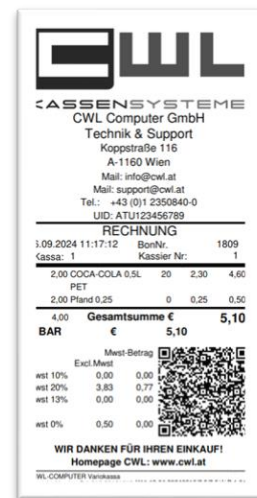 CWL
KASSENSYSTEME
CWL Computer GmbH
Technik & Support
Koppstraße 116
A-1160 Wien
Mail: info@cwl.at
Mail: support@cwl.at
Tel.: +43 (0)1 2350840-0
UID: ATU123456789
RECHNUNG
.09.2024 11:17:12 BonNr. 1809
Kassa: 1 Kassier Nr: 1
2,00 COCA-COLA 0,5L 20 2,30 4,60
PET
2,00 Pfand 0,25 0 0,25 0,50
4,00 Gesamtsumme € 5,10
BAR € 5,10
Mwst-Betrag
Excl.Mwst
wst 10% 0,00 0,00
wst 20% 3,83 0,77
wst 13% 0,00 0,00
wst 0% 0,50 0,00
WIR DANKEN FÜR IHREN EINKAUF!
Homepage CWL: www.cwl.at
WL-COMPUTER Variokassa